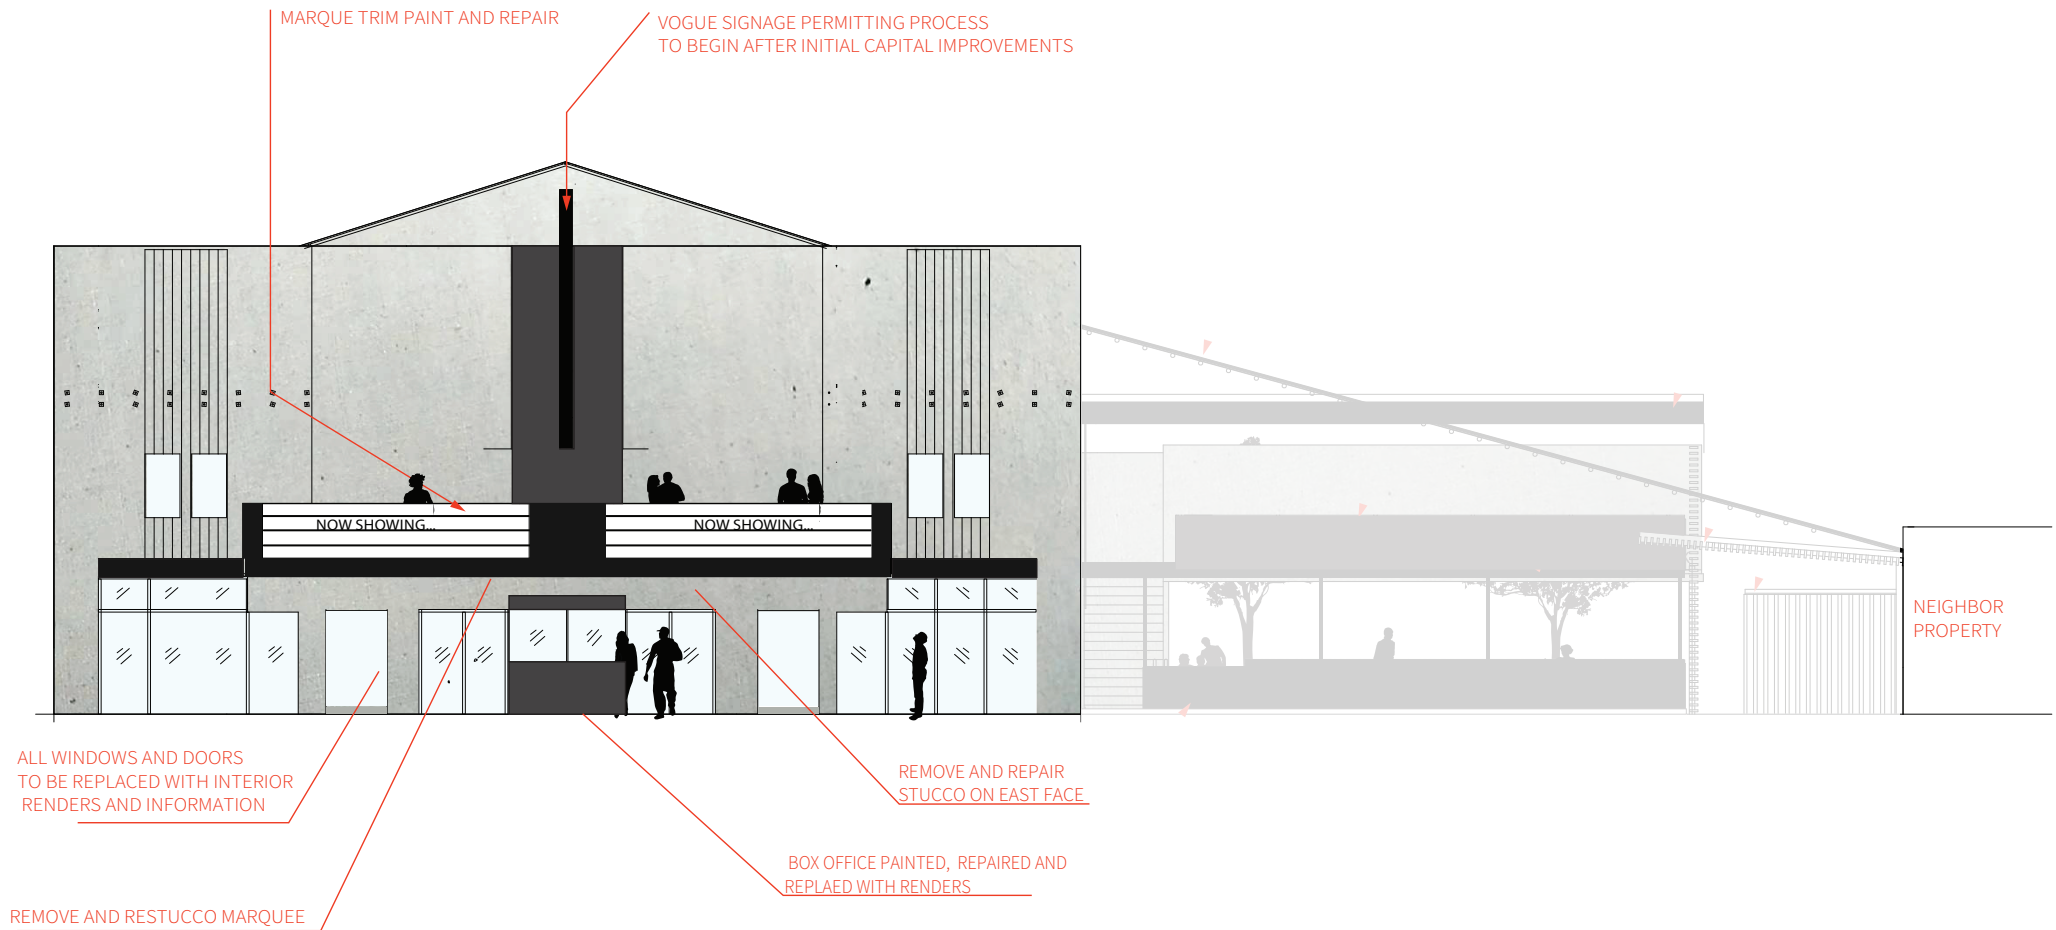 MARQUE TRIM PAINT AND REPAIR
VOGUE SIGNAGE PERMITTING PROCESS
TO BEGIN AFTER INITIAL CAPITAL IMPROVEMENTS
NOW SHOWING...
NOW SHOWING...
NEIGHBOR
PROPERTY
ALL WINDOWS AND DOORS
TO BE REPLACED WITH INTERIOR
RENDERS AND INFORMATION
REMOVE AND REPAIR
STUCCO ON EAST FACE
BOX OFFICE PAINTED, REPAIRED AND
REPLAED WITH RENDERS
REMOVE AND RESTUCCO MARQUEE